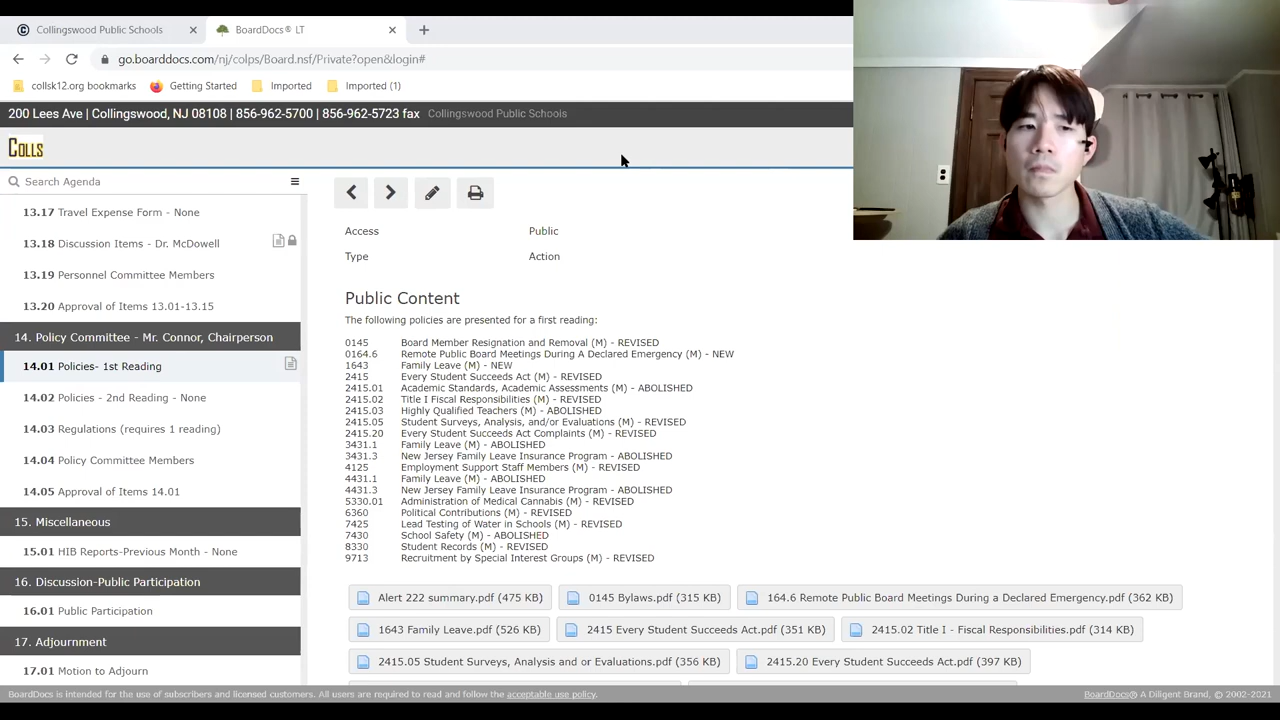 Collingswood Public Schools
BoardDocs® LT
go.boarddocs.com/nj/colps/Board.nsf/Private?open&login#
collsk12.org bookmarks Getting Started Imported Imported (1)
200 Lees Ave | Collingswood, NJ 08108 | 856-962-5700 | 856-962-5723 fax Collingswood Public Schools
COLLS
Search Agenda
13.17 Travel Expense Form - None
13.18 Discussion Items - Dr. McDowell
13.19 Personnel Committee Members
13.20 Approval of Items 13.01-13.15
14. Policy Committee - Mr. Connor, Chairperson
14.01 Policies- 1st Reading
14.02 Policies - 2nd Reading - None
14.03 Regulations (requires 1 reading)
14.04 Policy Committee Members
14.05 Approval of Items 14.01
15. Miscellaneous
15.01 HIB Reports-Previous Month - None
16. Discussion-Public Participation
16.01 Public Participation
17. Adjournment
17.01 Motion to Adjourn
Access Public
Type Action
Public Content
The following policies are presented for a first reading:
0145 Board Member Resignation and Removal (M) - REVISED
0164.6 Remote Public Board Meetings During A Declared Emergency (M) - NEW
1643 Family Leave (M) - NEW
2415 Every Student Succeeds Act (M) - REVISED
2415.01 Academic Standards, Academic Assessments (M) - ABOLISHED
2415.02 Title I Fiscal Responsibilities (M) - REVISED
2415.03 Highly Qualified Teachers (M) - ABOLISHED
2415.05 Student Surveys, Analysis, and/or Evaluations (M) - REVISED
2415.20 Every Student Succeeds Act Complaints (M) - REVISED
3431.1 Family Leave (M) - ABOLISHED
3431.3 New Jersey Family Leave Insurance Program - ABOLISHED
4125 Employment Support Staff Members (M) - REVISED
4431.1 Family Leave (M) - ABOLISHED
4431.3 New Jersey Family Leave Insurance Program - ABOLISHED
5330.01 Administration of Medical Cannabis (M) - REVISED
6360 Political Contributions (M) - REVISED
7425 Lead Testing of Water in Schools (M) - REVISED
7430 School Safety (M) - ABOLISHED
8330 Student Records (M) - REVISED
9713 Recruitment by Special Interest Groups (M) - REVISED
Alert 222 summary.pdf (475 KB) 0145 Bylaws.pdf (315 KB) 164.6 Remote Public Board Meetings During a Declared Emergency.pdf (362 KB)
1643 Family Leave.pdf (526 KB) 2415 Every Student Succeeds Act.pdf (351 KB) 2415.02 Title I - Fiscal Responsibilities.pdf (314 KB)
2415.05 Student Surveys, Analysis and or Evaluations.pdf (356 KB) 2415.20 Every Student Succeeds Act.pdf (397 KB)
BoardDocs is intended for the use of subscribers and licensed customers. All users are required to read and follow the acceptable use policy. BoardDocs® A Diligent Brand, © 2002-2021